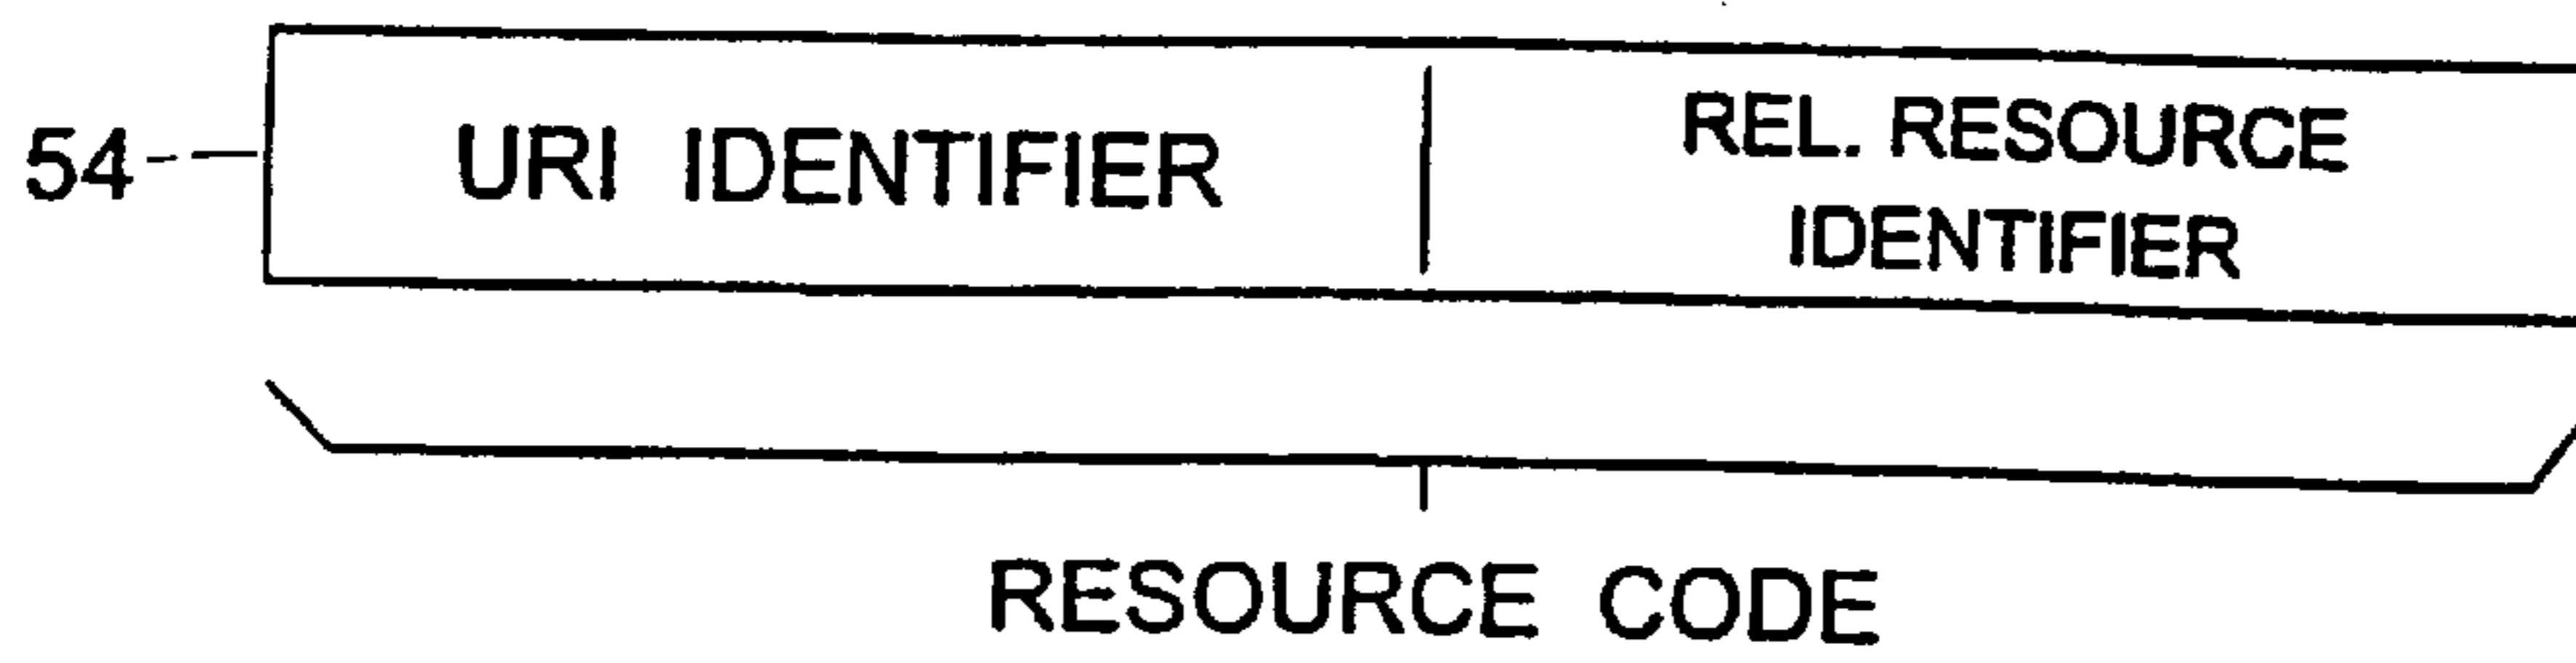 54
URI IDENTIFIER
REL. RESOURCE
IDENTIFIER
RESOURCE CODE